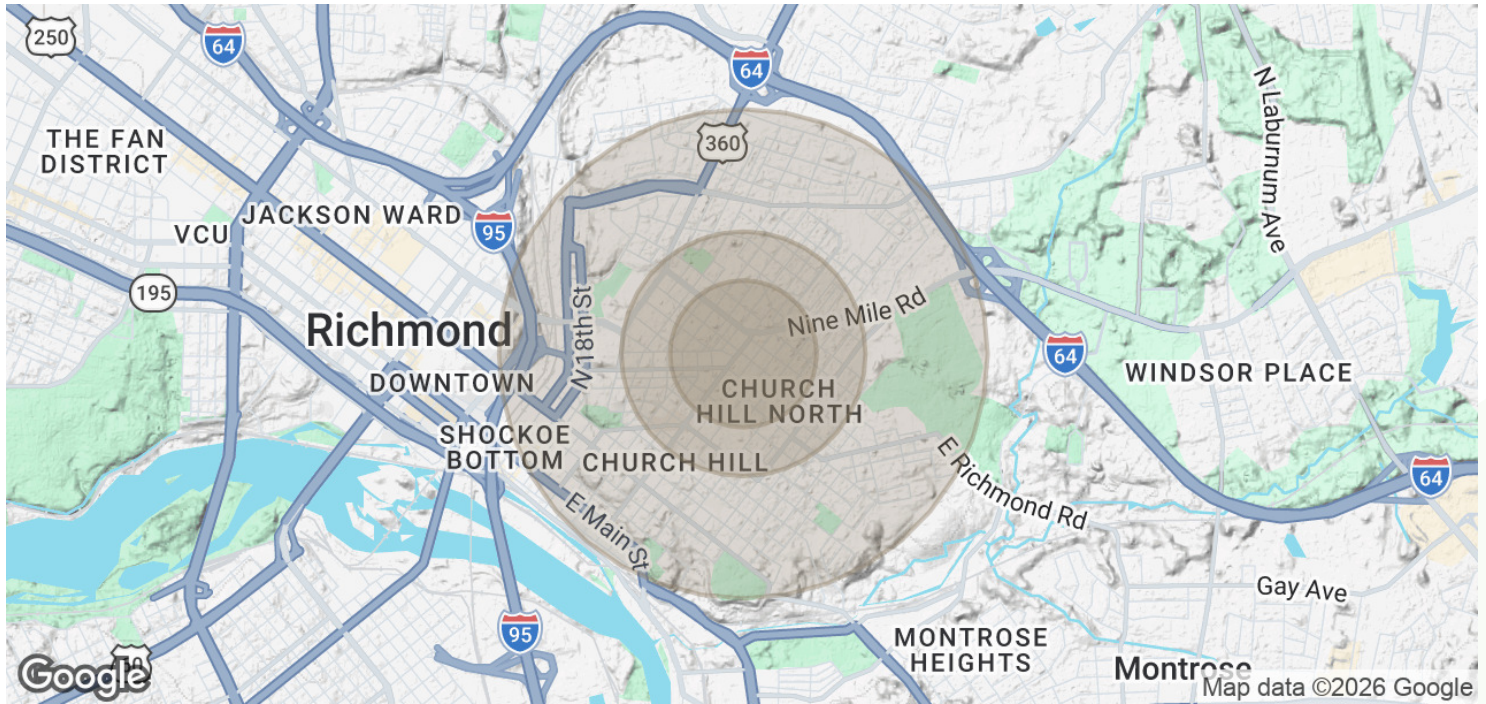 250
64
64
N Laburnum Ave
THE FAN
DISTRICT
360
JACKSON WARD
VCU
95
195
N 18th St
Nine Mile Rd
Richmond
64
DOWNTOWN
CHURCH
HILL NORTH
WINDSOR PLACE
SHOCKOE
BOTTOM
CHURCH HILL
E Richmond Rd
64
E Main St
Gay Ave
95
MONTROSE
HEIGHTS
Montrose
Google
Map data ©2026 Google